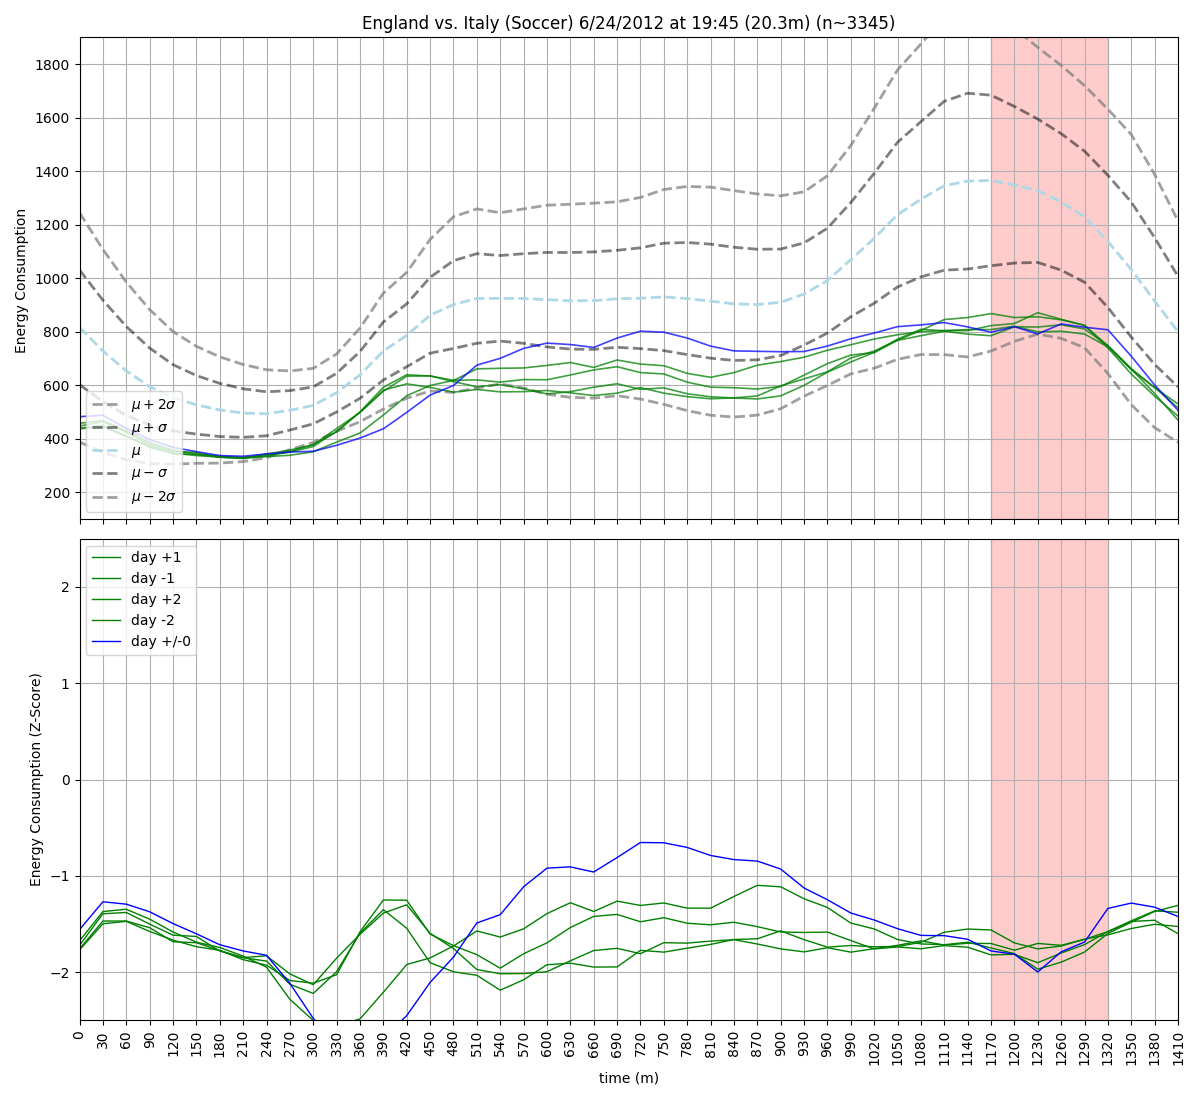 England vs. Italy (Soccer) 6/24/2012 at 19:45 (20.3m) (n~3345)
Energy Consumption
1800
1600
1400
1200
1000
800
600
400
200
μ + 2σ
μ + σ
μ
μ − σ
μ − 2σ
Energy Consumption (Z-Score)
2
1
0
−1
−2
day +1
day -1
day +2
day -2
day +/-0
0 30 60 90 120 150 180 210 240 270 300 330 360 390 420 450 480 510 540 570 600 630 660 690 720 750 780 810 840 870 900 930 960 990 1020 1050 1080 1110 1140 1170 1200 1230 1260 1290 1320 1350 1380 1410
time (m)